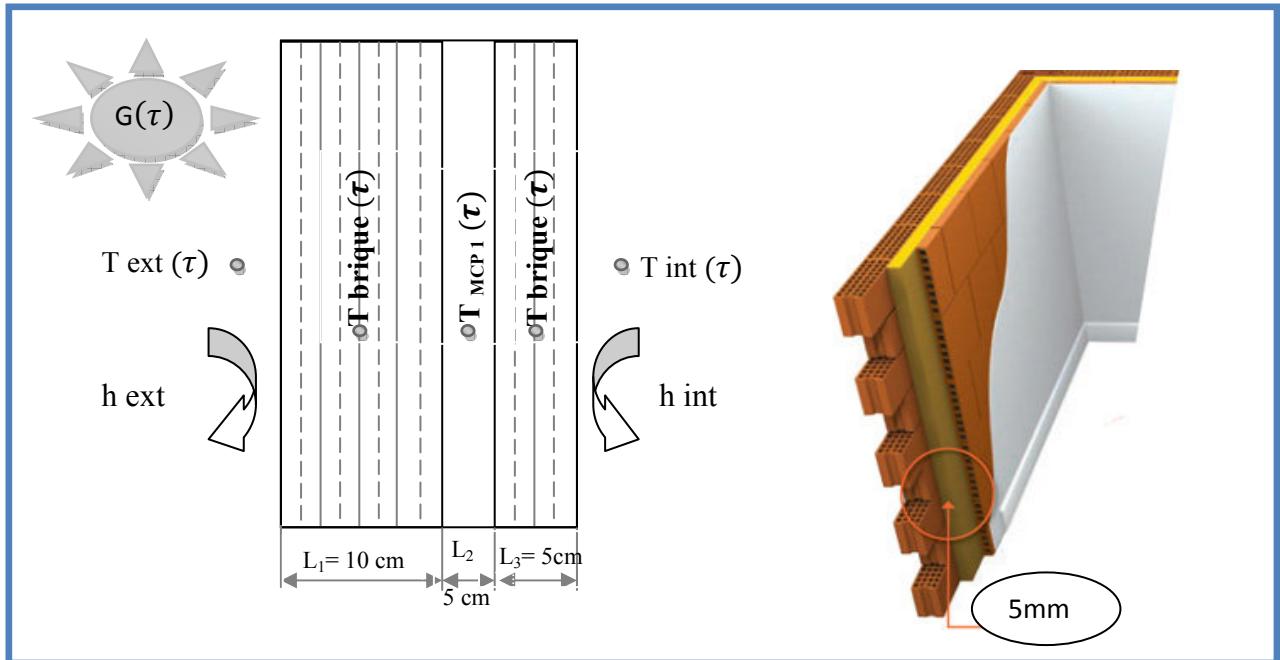 G(τ)
T ext (τ)
h ext
T brique (τ)
T MCP 1 (τ)
T brique (τ)
T int (τ)
h int
L₁= 10 cm
L₂
5 cm
L₃= 5cm
5mm